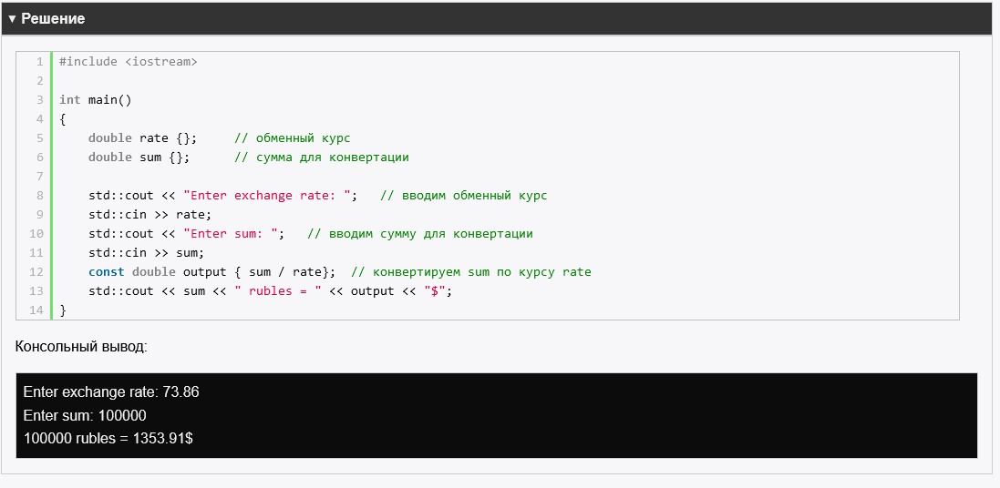 ▼ Решение
1 #include <iostream>
2
3 int main()
4 {
5     double rate {};     // обменный курс
6     double sum {};      // сумма для конвертации
7
8     std::cout << "Enter exchange rate: ";   // вводим обменный курс
9     std::cin >> rate;
10     std::cout << "Enter sum: ";   // вводим сумму для конвертации
11     std::cin >> sum;
12     const double output { sum / rate};  // конвертируем sum по курсу rate
13     std::cout << sum << " rubles = " << output << "$";
14 }
Консольный вывод:
Enter exchange rate: 73.86
Enter sum: 100000
100000 rubles = 1353.91$